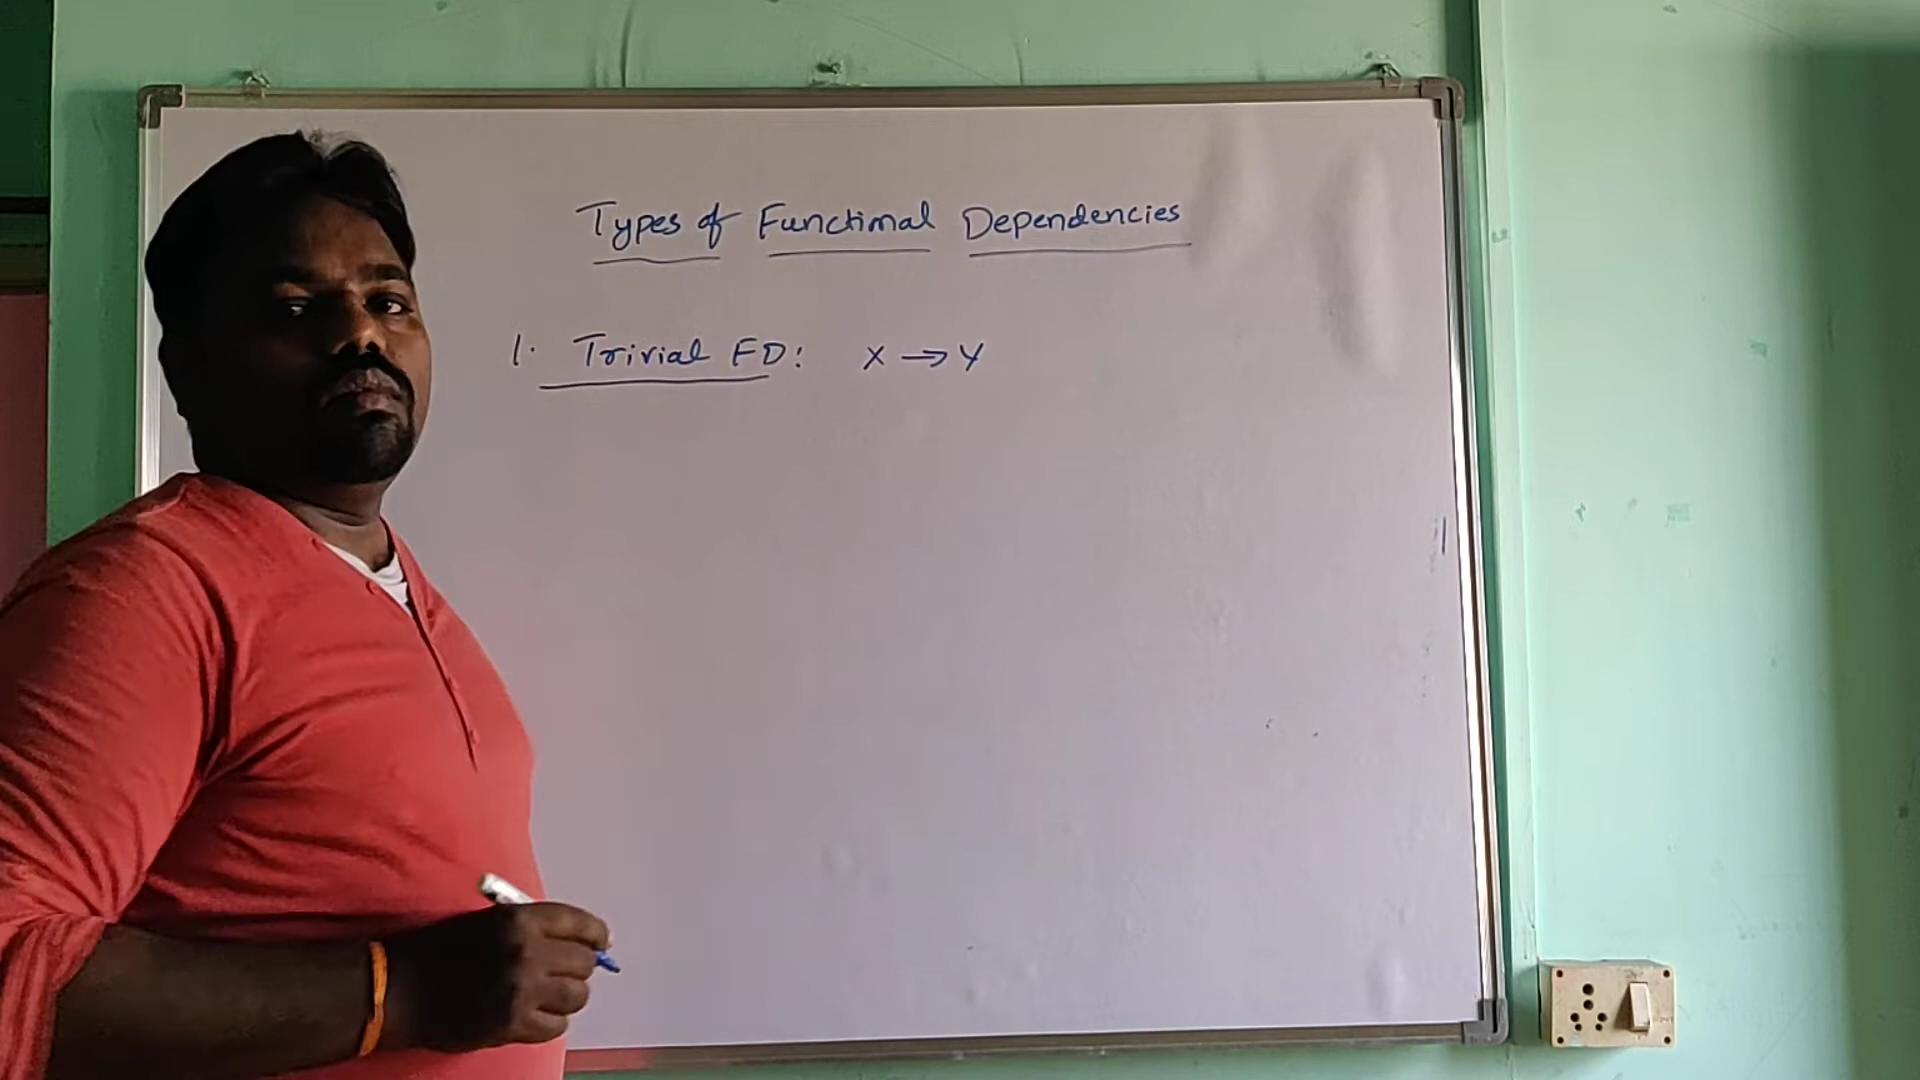 Types of Functional Dependencies
1. Trivial FD: X → Y